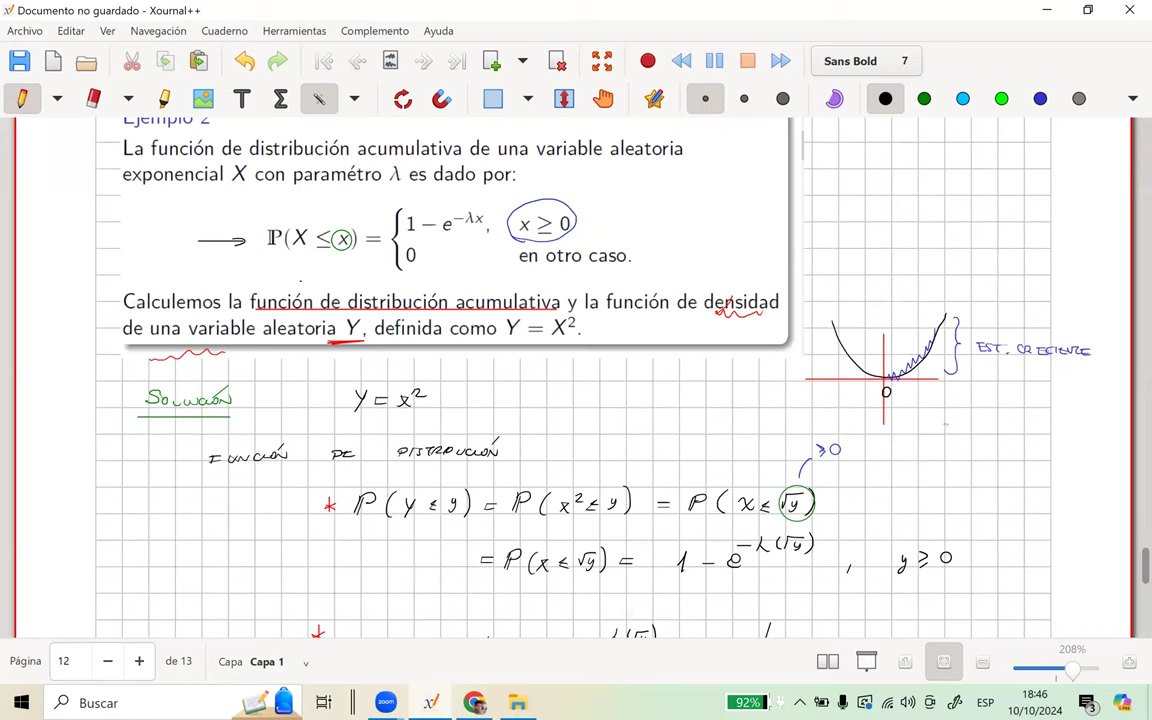 Documento no guardado - Xournal++
Archivo Editar Ver Navegación Cuaderno Herramientas Complemento Ayuda
Sans Bold 7
Ejemplo 2
La función de distribución acumulativa de una variable aleatoria
exponencial X con paramétro λ es dado por:
ℙ(X ≤ x) = { 1 − e^{−λx}, x ≥ 0
0 en otro caso.
Calculemos la función de distribución acumulativa y la función de densidad
de una variable aleatoria Y, definida como Y = X².
EST. CRECIENTE
0
SOLUCIÓN Y = x²
FUNCIÓN DE DISTRIBUCIÓN
≥0
* ℙ(Y ≤ y) = ℙ(x² ≤ y) = ℙ(X ≤ √y)
= ℙ(X ≤ √y) = 1 − e^{−λ(√y)}, y ≥ 0
*
Página 12 de 13 Capa Capa 1 208%
Buscar
zoom
92%
ESP
18:46
10/10/2024
3